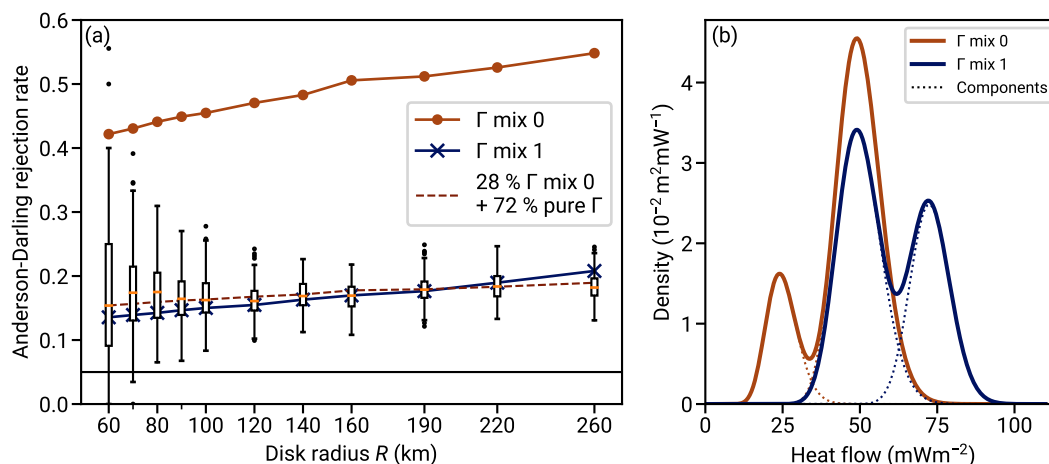 (a)
Anderson-Darling rejection rate
0.6
0.5
0.4
0.3
0.2
0.1
0.0
Γ mix 0
Γ mix 1
28 % Γ mix 0
+ 72 % pure Γ
60
80
100
120
140
160
190
220
260
Disk radius R (km)
(b)
Density (10⁻² m² mW⁻¹)
4
3
2
1
0
Γ mix 0
Γ mix 1
Components
0
25
50
75
100
Heat flow (mWm⁻²)